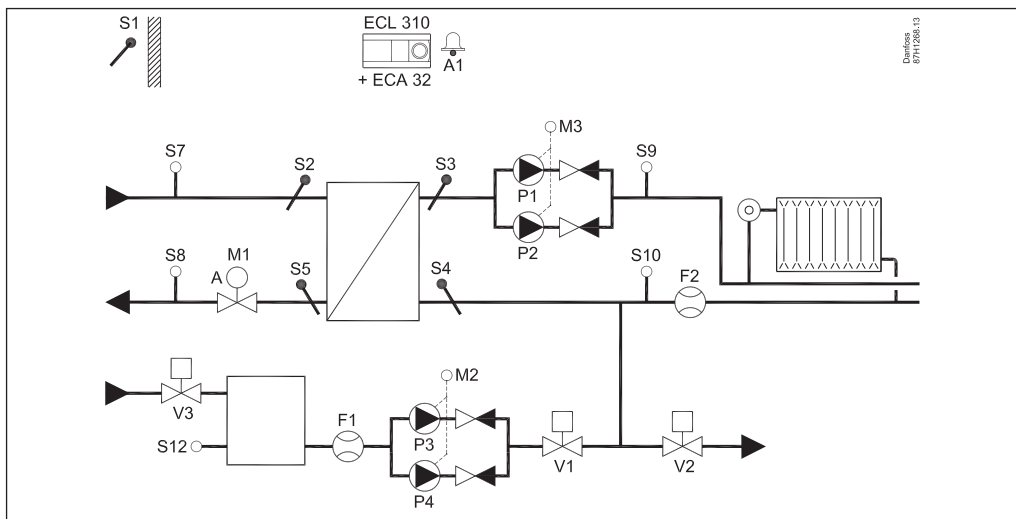 S1
ECL 310
A1
+ ECA 32
Danfoss
87H1268.13
S7
S2
S3
P1
P2
M3
S9
S8
A
M1
S5
S4
S10
F2
V3
S12
F1
P3
P4
M2
V1
V2